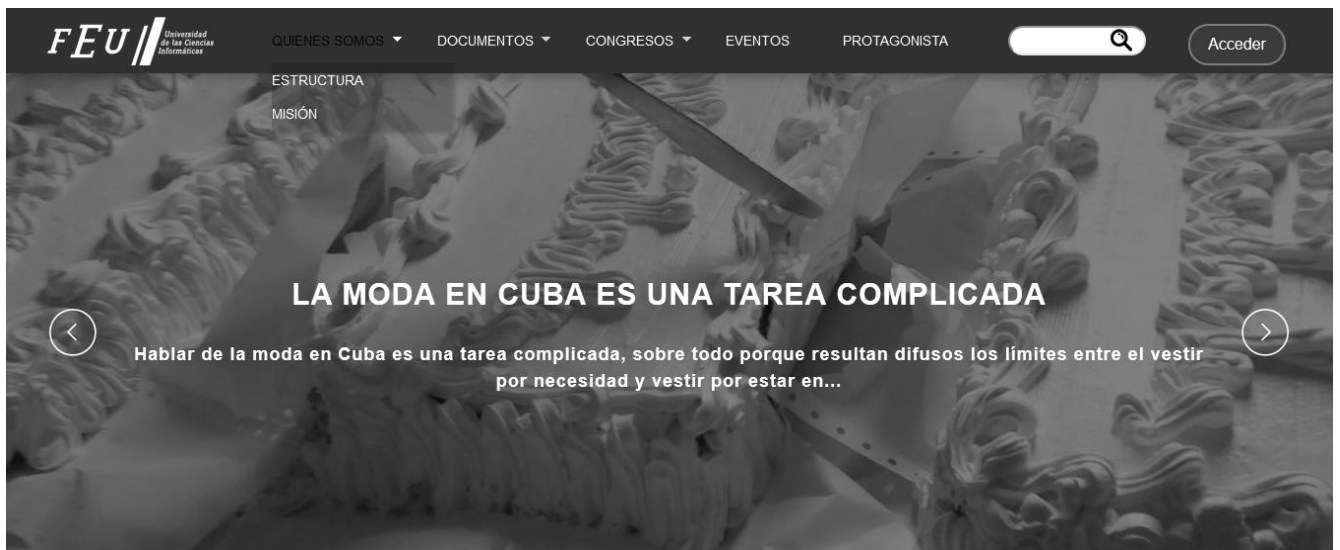 FEU
Universidad
de las Ciencias
Informáticas
QUIENES SOMOS
DOCUMENTOS
CONGRESOS
EVENTOS
PROTAGONISTA
Acceder
ESTRUCTURA
MISIÓN
LA MODA EN CUBA ES UNA TAREA COMPLICADA
Hablar de la moda en Cuba es una tarea complicada, sobre todo porque resultan difusos los límites entre el vestir
por necesidad y vestir por estar en...